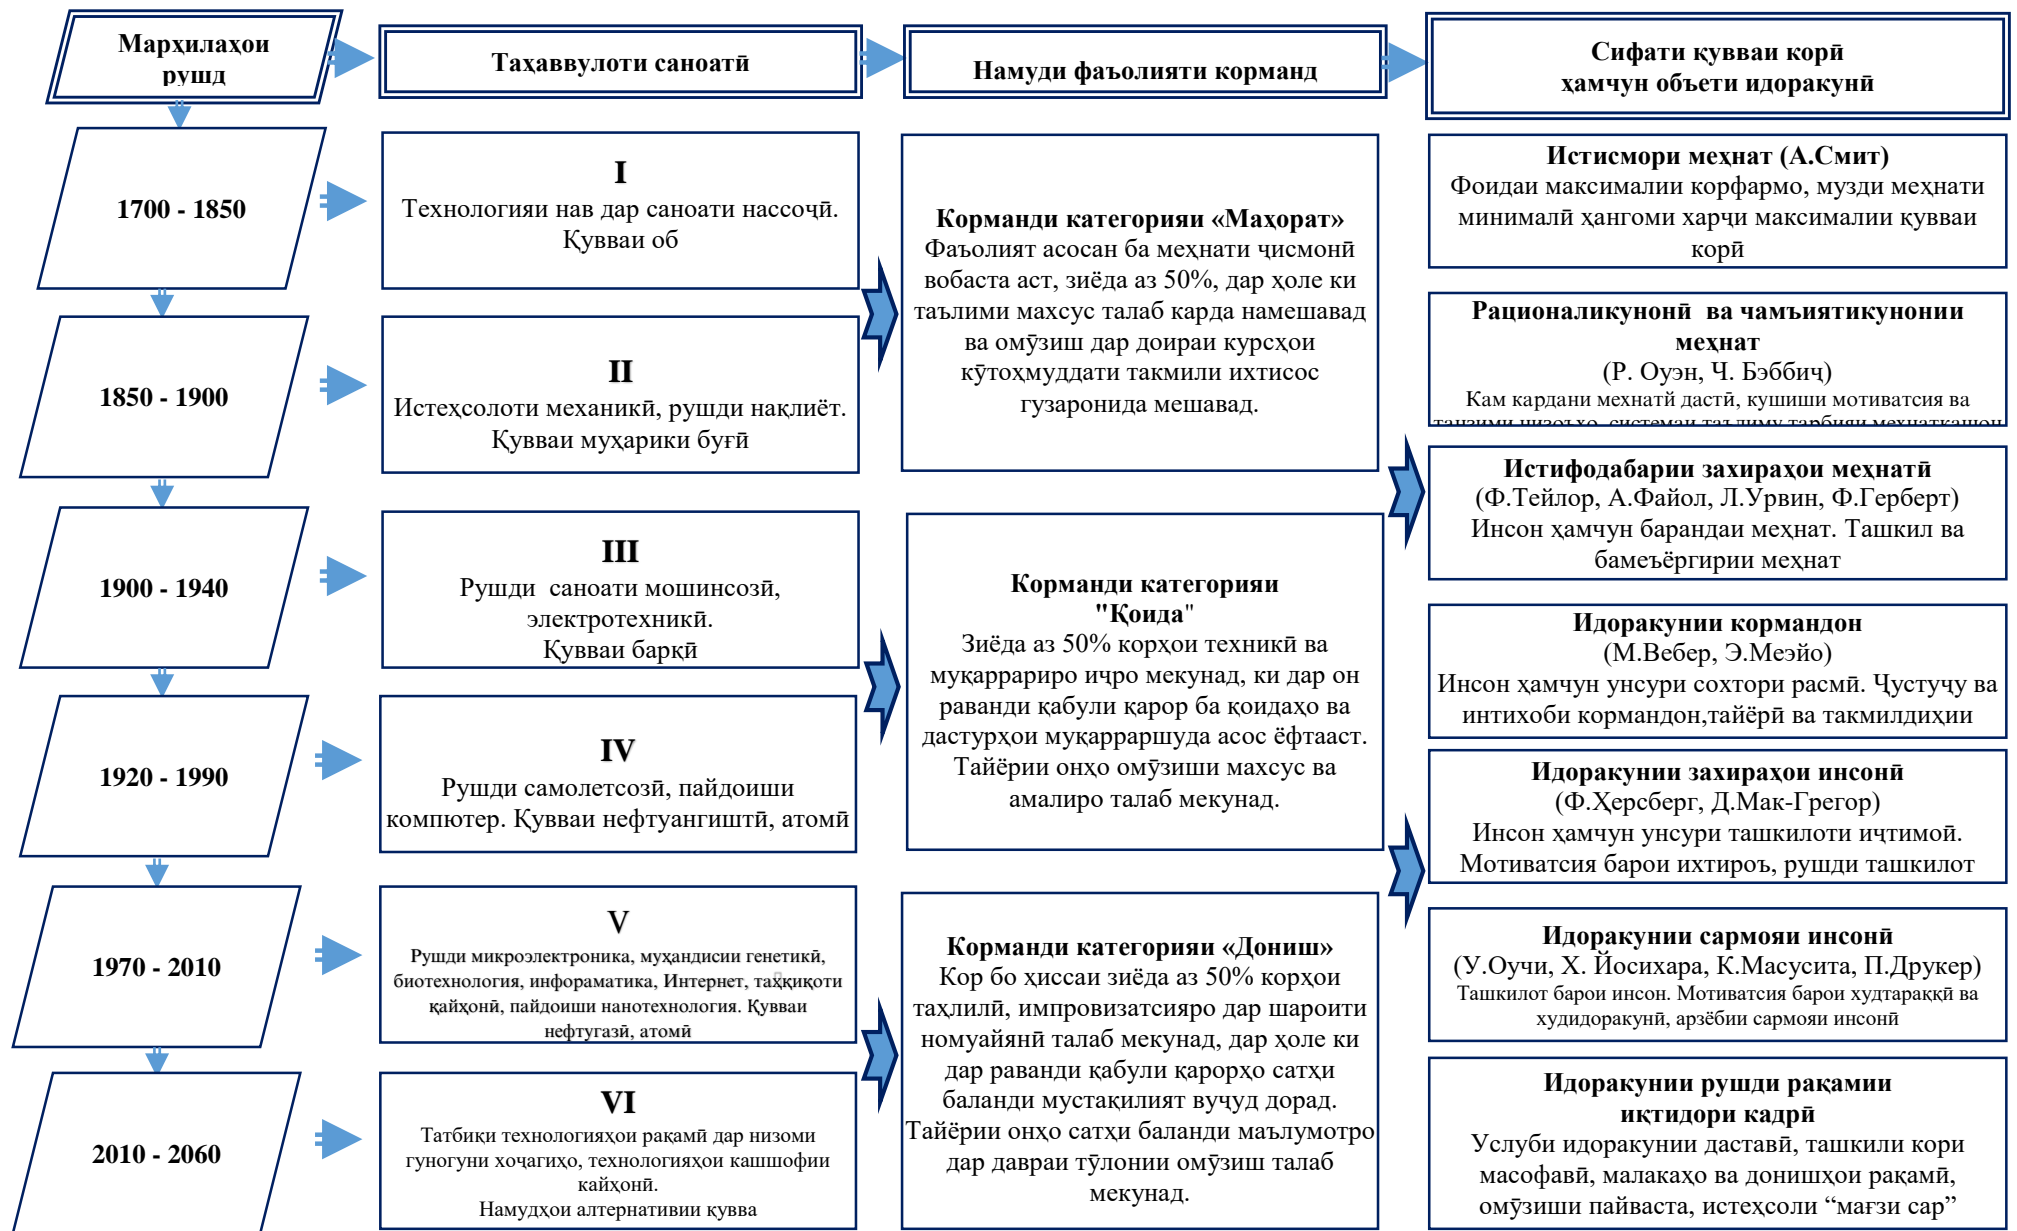 Марҳилаҳои
рушд
Таҳаввулоти саноатӣ
Намуди фаъолияти корманд
Сифати қувваи корӣ
ҳамчун объети идоракунӣ
1700 - 1850
I
Технологияи нав дар саноати нассоҷӣ.
Қувваи об
1850 - 1900
II
Истеҳсолоти механикӣ, рушди нақлиёт.
Қувваи муҳарики буғӣ
1900 - 1940
III
Рушди саноати мошинсозӣ,
электротехникӣ.
Қувваи барқӣ
1920 - 1990
IV
Рушди самолетсозӣ, пайдоиши
компютер. Қувваи нефтуангиштӣ, атомӣ
1970 - 2010
V
Рушди микроэлектроника, муҳандисии генетикӣ,
биотехнология, инфораматика, Интернет, таҳқиқоти
қайҳонӣ, пайдоиши нанотехнология. Қувваи
нефтугазӣ, атомӣ
2010 - 2060
VI
Татбиқи технологияҳои рақамӣ дар низоми
гуногуни хоҷагиҳо, технологияҳои кашшофии
кайҳонӣ.
Намудҳои алтернативии қувва
Корманди категорияи «Маҳорат»
Фаъолият асосан ба меҳнати ҷисмонӣ
вобаста аст, зиёда аз 50%, дар ҳоле ки
таълими махсус талаб карда намешавад
ва омӯзиш дар доираи курсҳои
кӯтоҳмуддати такмили ихтисос
гузаронида мешавад.
Корманди категорияи
"Қоида"
Зиёда аз 50% корҳои техникӣ ва
муқаррариро иҷро мекунад, ки дар он
раванди қабули қарор ба қоидаҳо ва
дастурҳои муқарраршуда асос ёфтааст.
Тайёрии онҳо омӯзиши махсус ва
амалиро талаб мекунад.
Корманди категорияи «Дониш»
Кор бо ҳиссаи зиёда аз 50% корҳои
таҳлилӣ, импровизатсияро дар шароити
номуайянӣ талаб мекунад, дар ҳоле ки
дар раванди қабули қарорҳо сатҳи
баланди мустақилият вуҷуд дорад.
Тайёрии онҳо сатҳи баланди маълумотро
дар давраи тӯлонии омӯзиш талаб
мекунад.
Истисмори меҳнат (А.Смит)
Фоидаи максималии корфармо, музди меҳнати
минималӣ ҳангоми харҷи максималии қувваи
корӣ
Рационаликунонӣ ва чамъиятикунонии
меҳнат
(Р. Оуэн, Ч. Бэббич)
Кам кардани мехнатй дастӣ, кушиши мотиватсия ва
танзими низоъҳо, системаи таълиму тарбияи меҳнаткашон
Истифодабарии захираҳои меҳнатӣ
(Ф.Тейлор, А.Файол, Л.Урвин, Ф.Герберт)
Инсон ҳамчун барандаи меҳнат. Ташкил ва
бамеъёргирии меҳнат
Идоракунии кормандон
(М.Вебер, Э.Меэйо)
Инсон ҳамчун унсури сохтори расмӣ. Ҷустуҷу ва
интихоби кормандон,тайёрӣ ва такмилдиҳии
Идоракунии захираҳои инсонӣ
(Ф.Ҳерсберг, Д.Мак-Грегор)
Инсон ҳамчун унсури ташкилоти иҷтимоӣ.
Мотиватсия барои ихтироъ, рушди ташкилот
Идоракунии сармояи инсонӣ
(У.Оучи, Х. Йосихара, К.Масусита, П.Друкер)
Ташкилот барои инсон. Мотиватсия барои худтараққӣ ва
худидоракунӣ, арзёбии сармояи инсонӣ
Идоракунии рушди рақамии
иқтидори кадрӣ
Услуби идоракунии даставӣ, ташкили кори
масофавӣ, малакаҳо ва донишҳои рақамӣ,
омӯзиши пайваста, истеҳсоли “мағзи сар”